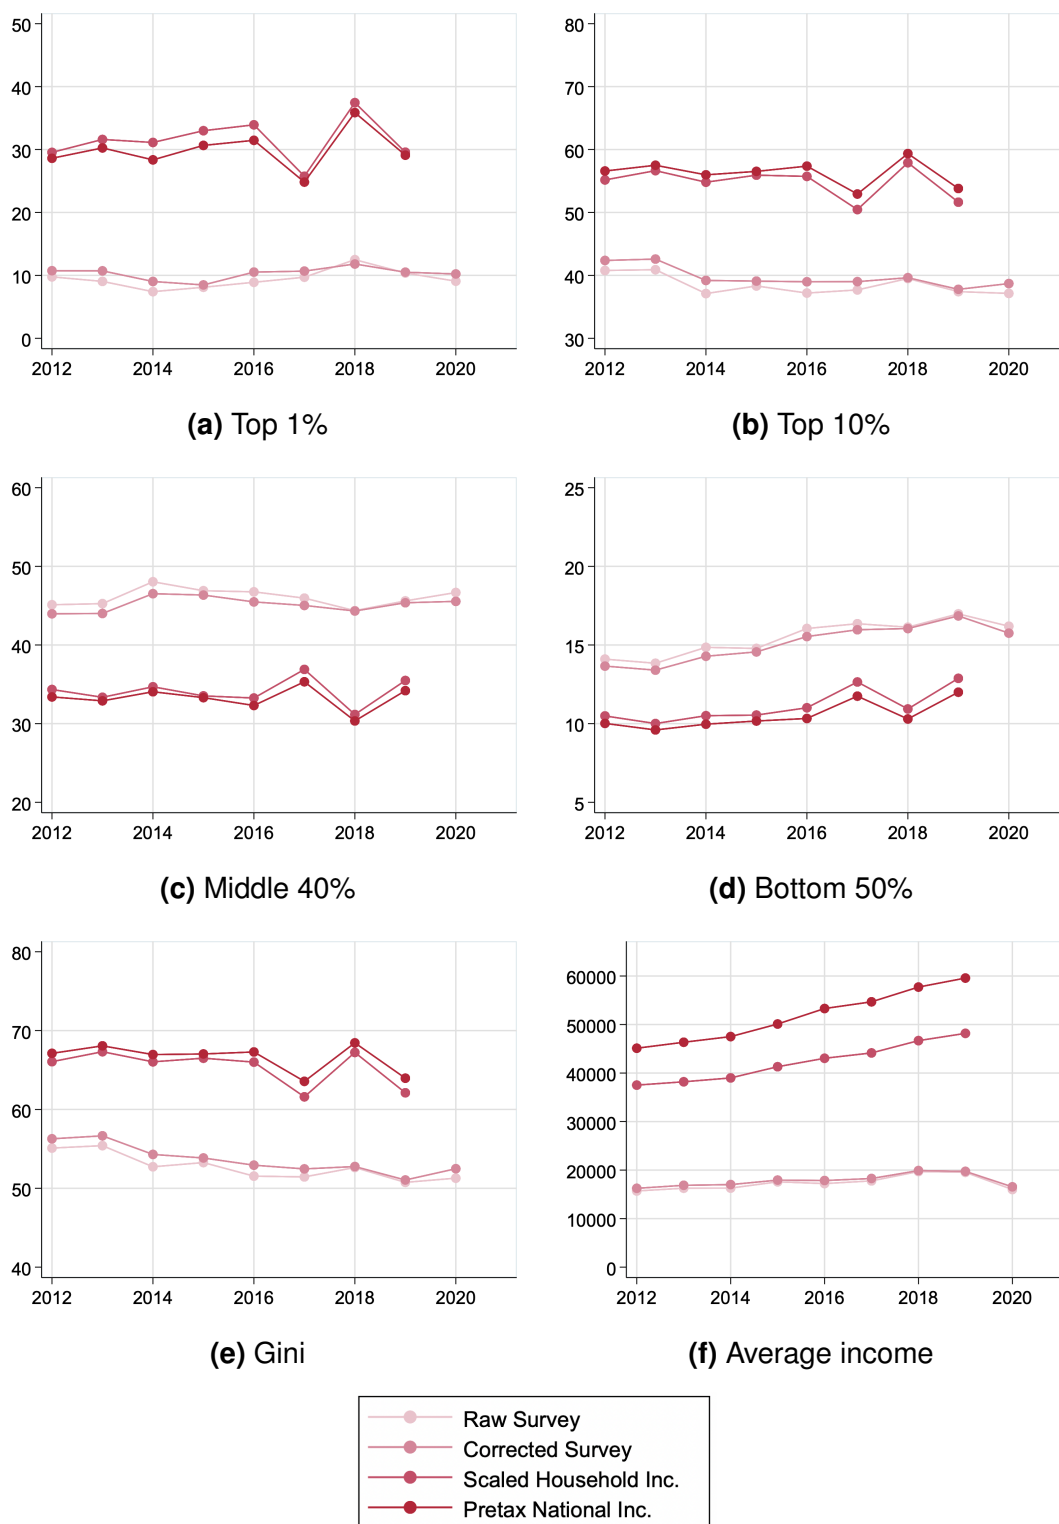 50
40
30
20
10
0
2012 2014 2016 2018 2020
(a) Top 1%
80
70
60
50
40
30
2012 2014 2016 2018 2020
(b) Top 10%
60
50
40
30
20
2012 2014 2016 2018 2020
(c) Middle 40%
25
20
15
10
5
2012 2014 2016 2018 2020
(d) Bottom 50%
80
70
60
50
40
2012 2014 2016 2018 2020
(e) Gini
60000
50000
40000
30000
20000
10000
0
2012 2014 2016 2018 2020
(f) Average income
Raw Survey
Corrected Survey
Scaled Household Inc.
Pretax National Inc.